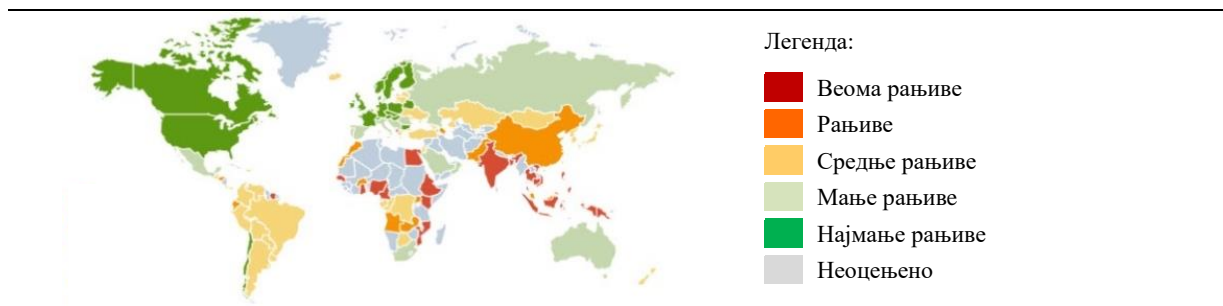 Легенда:
Веома рањиве
Рањиве
Средње рањиве
Мање рањиве
Најмање рањиве
Неоцењено